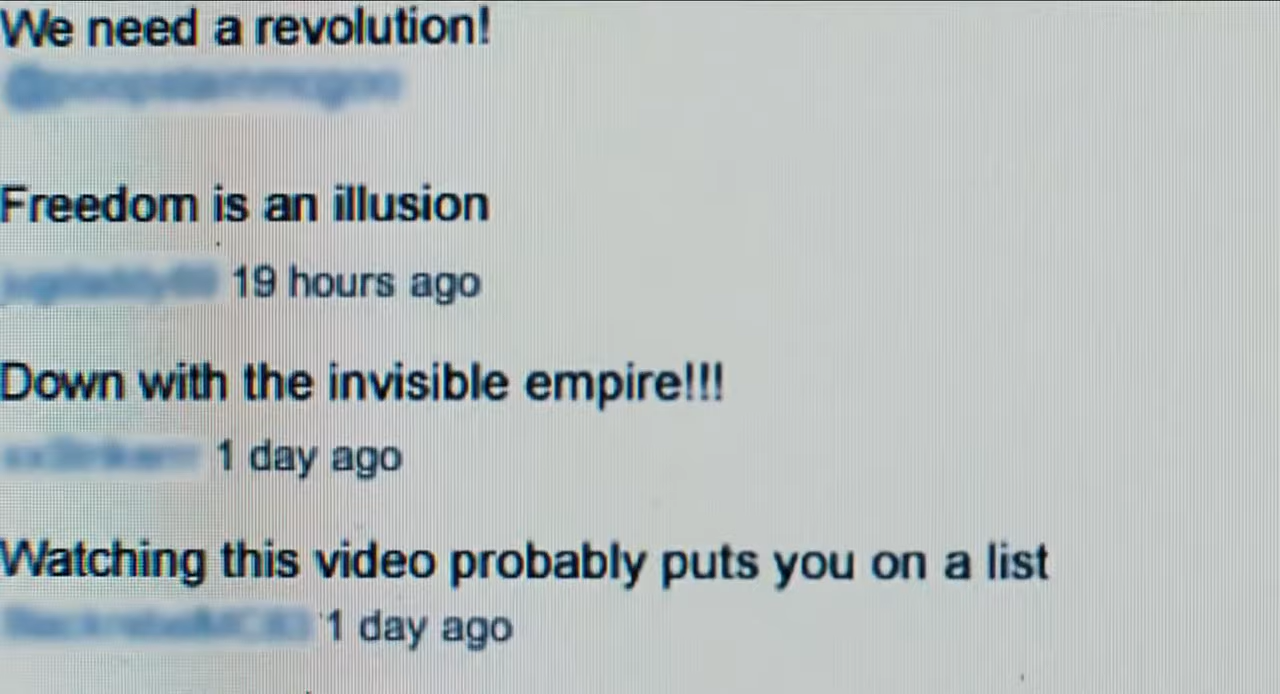 We need a revolution!
Freedom is an illusion
19 hours ago
Down with the invisible empire!!!
1 day ago
Watching this video probably puts you on a list
1 day ago